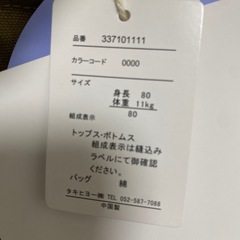 品番 337101111
カラーコード 0000
サイズ
身長 80
体重 11kg
80
組成表示
トップス・ボトムス
組成表示は縫込み
ラベルにて御確認
ください。
バッグ 綿
タキヒヨー㈱ TEL 052-587-7086
中国製